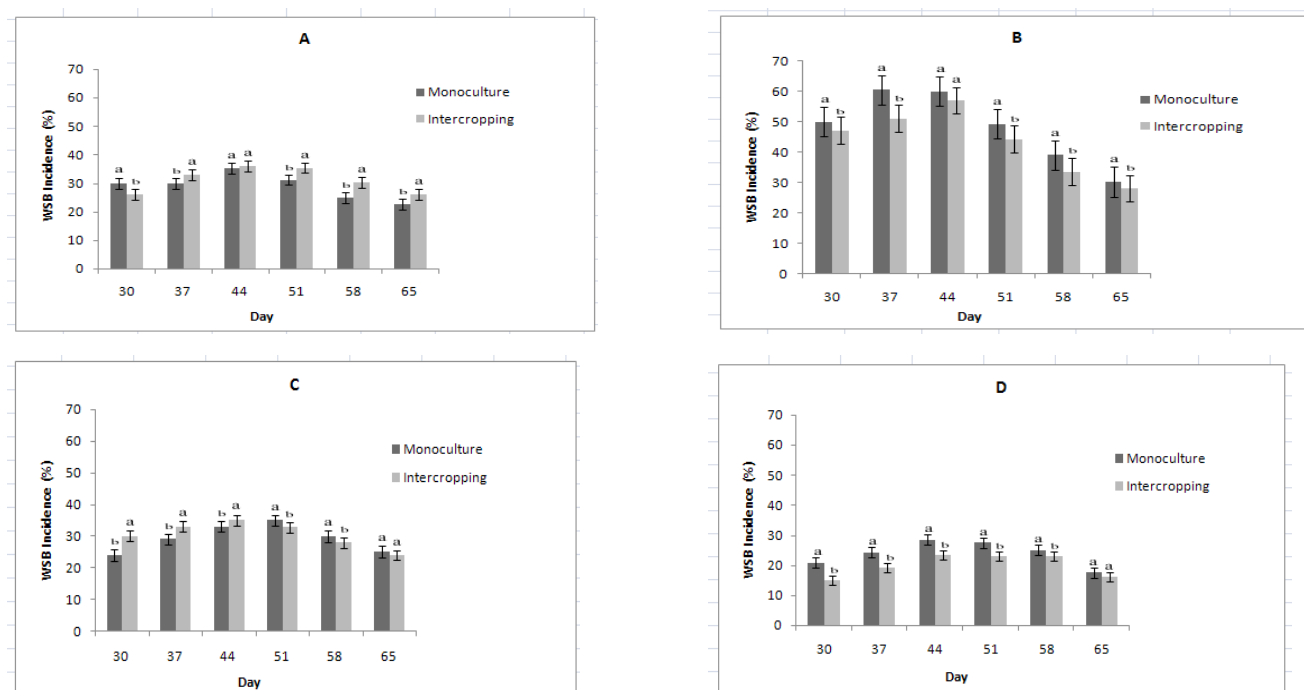 A
WSB Incidence (%)
70
60
50
40
30
20
10
0
a b b a a a b a b a b a
30 37 44 51 58 65
Day
Monoculture
Intercropping
B
WSB Incidence (%)
70
60
50
40
30
20
10
0
a b a b a a a b a b a b
30 37 44 51 58 65
Day
Monoculture
Intercropping
C
WSB Incidence (%)
70
60
50
40
30
20
10
0
b a b a b a a b a b a a
30 37 44 51 58 65
Day
Monoculture
Intercropping
D
WSB Incidence (%)
70
60
50
40
30
20
10
0
a b a b a b a b a b a a
30 37 44 51 58 65
Day
Monoculture
Intercropping